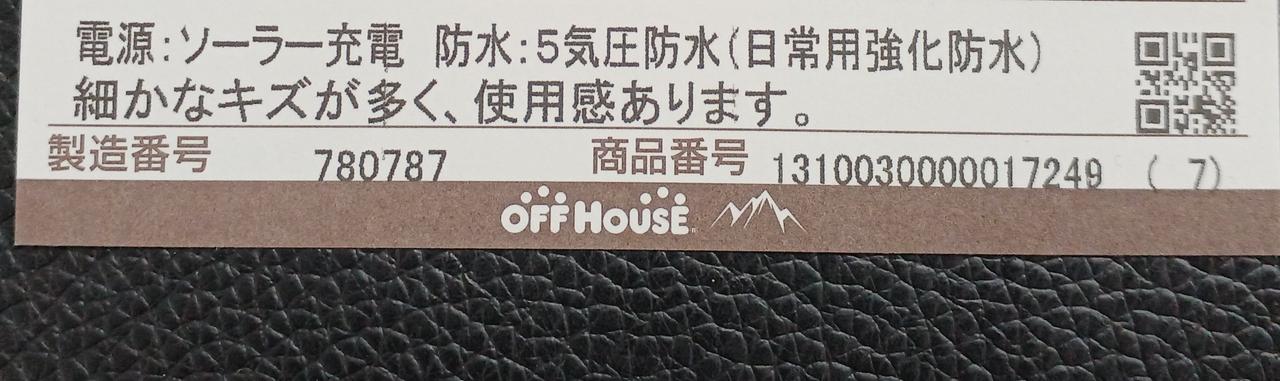 電源:ソーラー充電 防水:5気圧防水(日常用強化防水)
細かなキズが多く、使用感あります。
製造番号 780787 商品番号 1310030000017249 ( 7)
OFF HOUSE